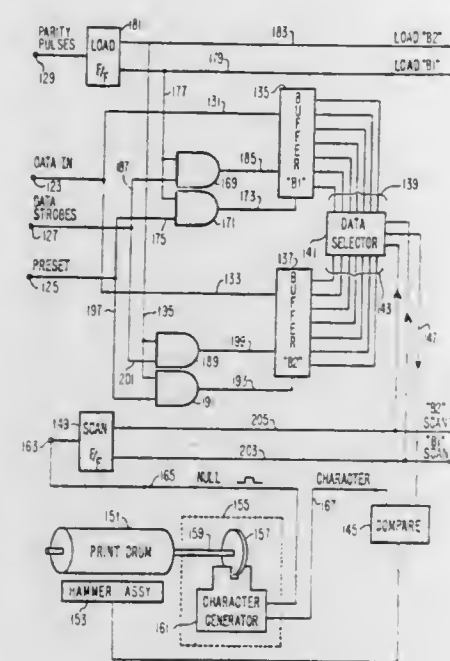 181
PARITY
PULSES
129
LOAD
F/F
183
LOAD "B2"
179
LOAD "B1"
177
135
131
BUFFER
"B1"
DATA IN
123
187
185
169
139
DATA
STROBES
127
173
171
175
141
DATA
SELECTOR
PRESET
125
137
133
143
197
195
BUFFER
"B2"
147
199
189
201
193
191
149
SCAN
F/F
163
205
"B2"
SCAN
203
"B1"
SCAN
165
NULL
CHARACTER
167
151
155
159
157
145
COMPARE
PRINT DRUM
HAMMER ASSY
153
161
CHARACTER
GENERATOR